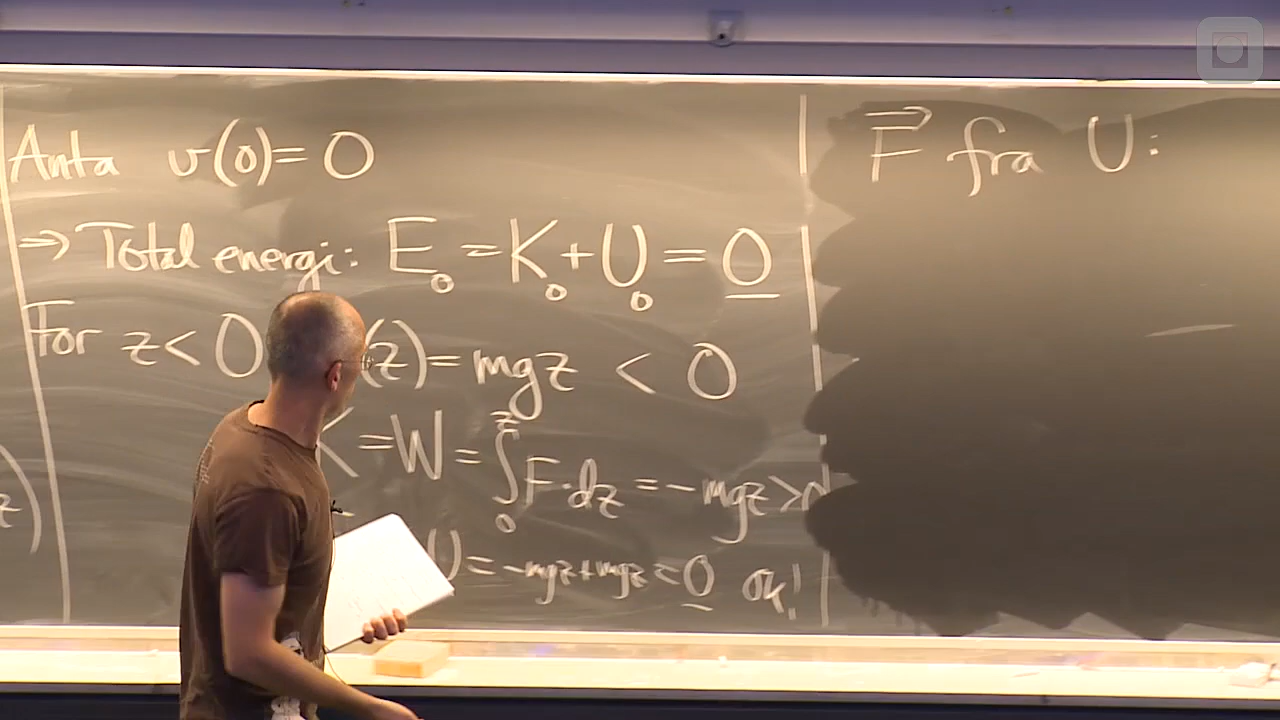 Anta v(0)= 0
⇒ Total energi: E₀ = K₀ + U₀ = 0
For z < 0 (z) = mgz < 0
K = W = ∫₀ᶻ F · dz = -mgz >
U = -mgz + mgz = 0 ok!
z)
F⃗ fra U: